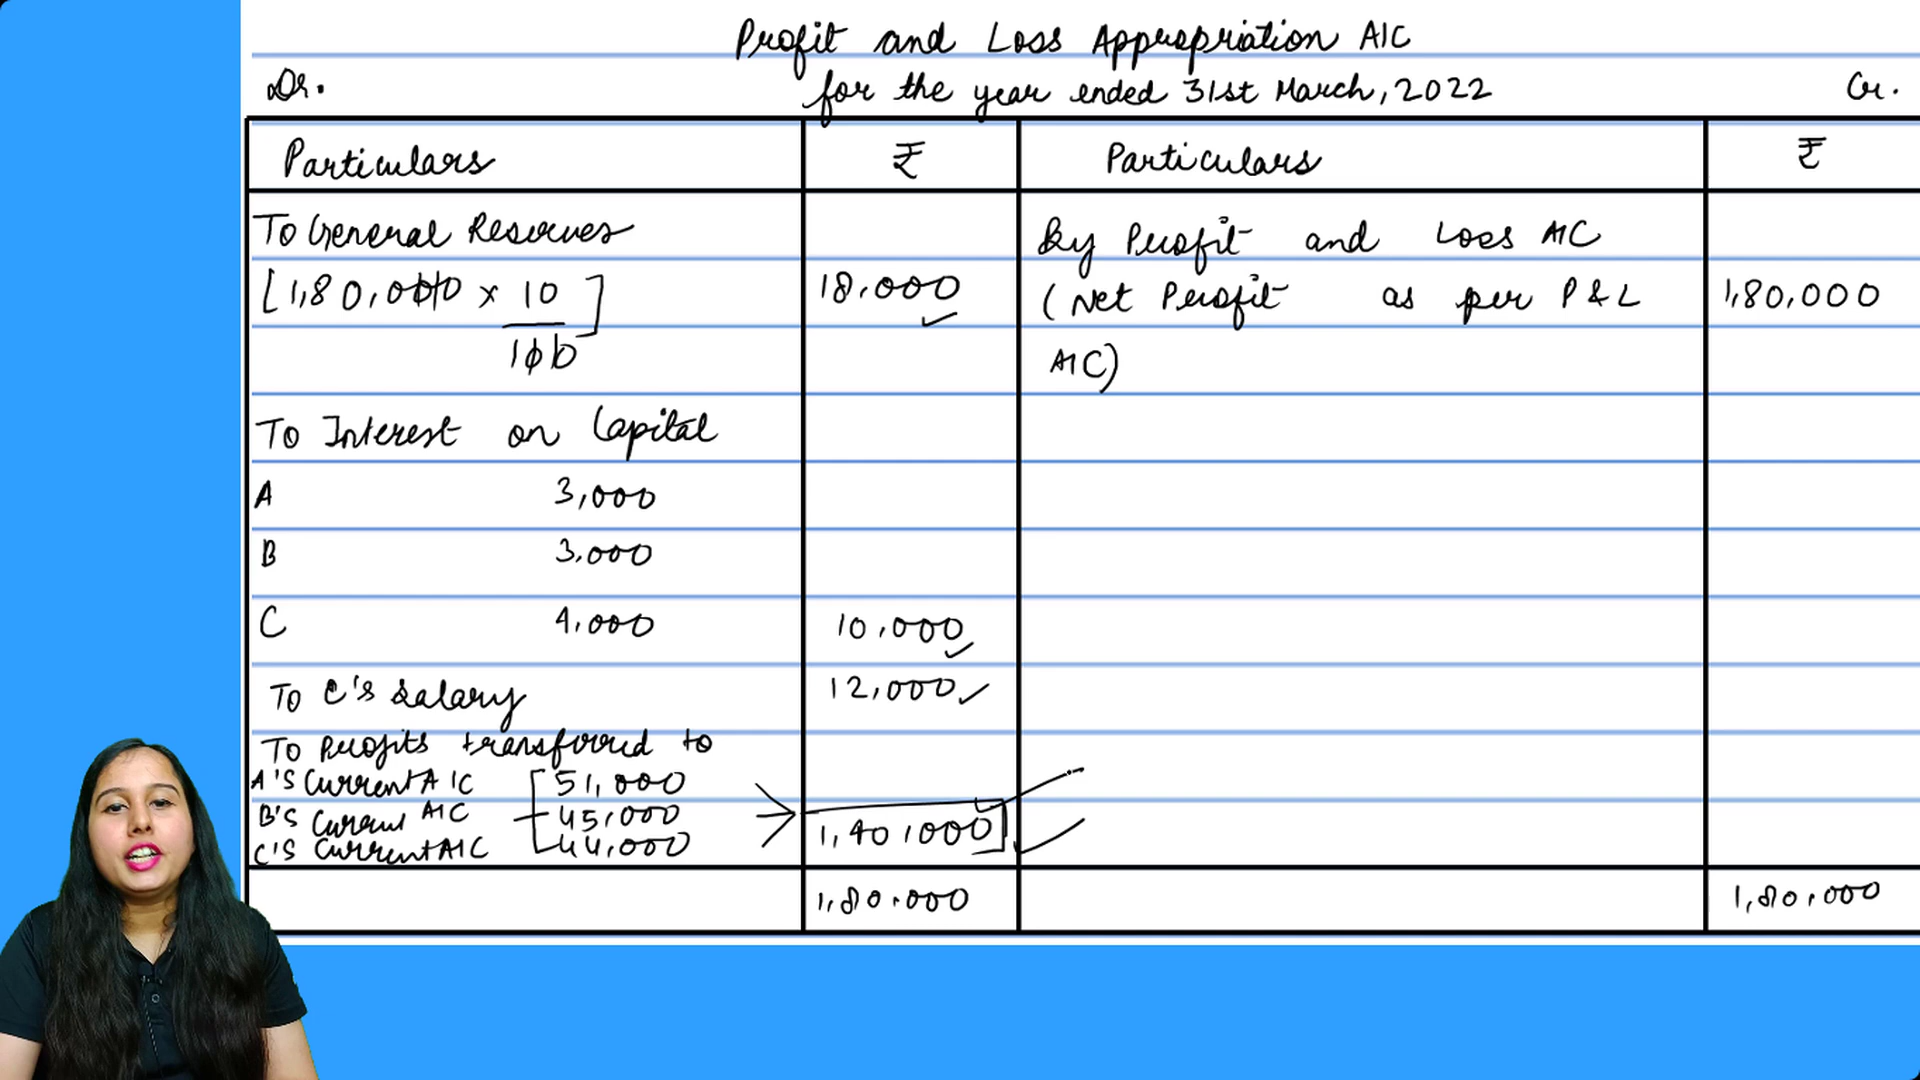 Profit and Loss Appropriation A/C
Dr. for the year ended 31st March, 2022 Cr.
Particulars ₹ Particulars ₹
To General Reserves By Profit and Loss A/C
[1,80,000 x 10 18,000 (Net Profit as per P & L 1,80,000
100] A/C)
To Interest on Capital
A 3,000
B 3,000
C 4,000 10,000
To C's Salary 12,000
To Profits transferred to
A's Current A/C 51,000
B's Current A/C 45,000 1,40,000
C's Current A/C 44,000
1,80,000 1,80,000